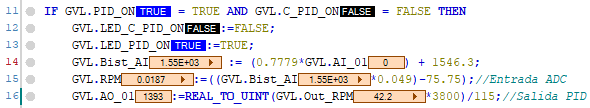 11 IF GVL.PID_ON TRUE = TRUE AND GVL.C_PID_ON FALSE = FALSE THEN
12 GVL.LED_C_PID_ON FALSE :=FALSE;
13 GVL.LED_PID_ON TRUE :=TRUE;
14 GVL.Bist_AI 1.55E+03 := (0.7779*GVL.AI_01 0 ) + 1546.3;
15 GVL.RPM 0.0187 :=((GVL.Bist_AI 1.55E+03 *0.049)-75.75);//Entrada ADC
16 GVL.AO_01 1393 :=REAL_TO_UINT(GVL.Out_RPM 42.2 *3800)/115;//Salida PID